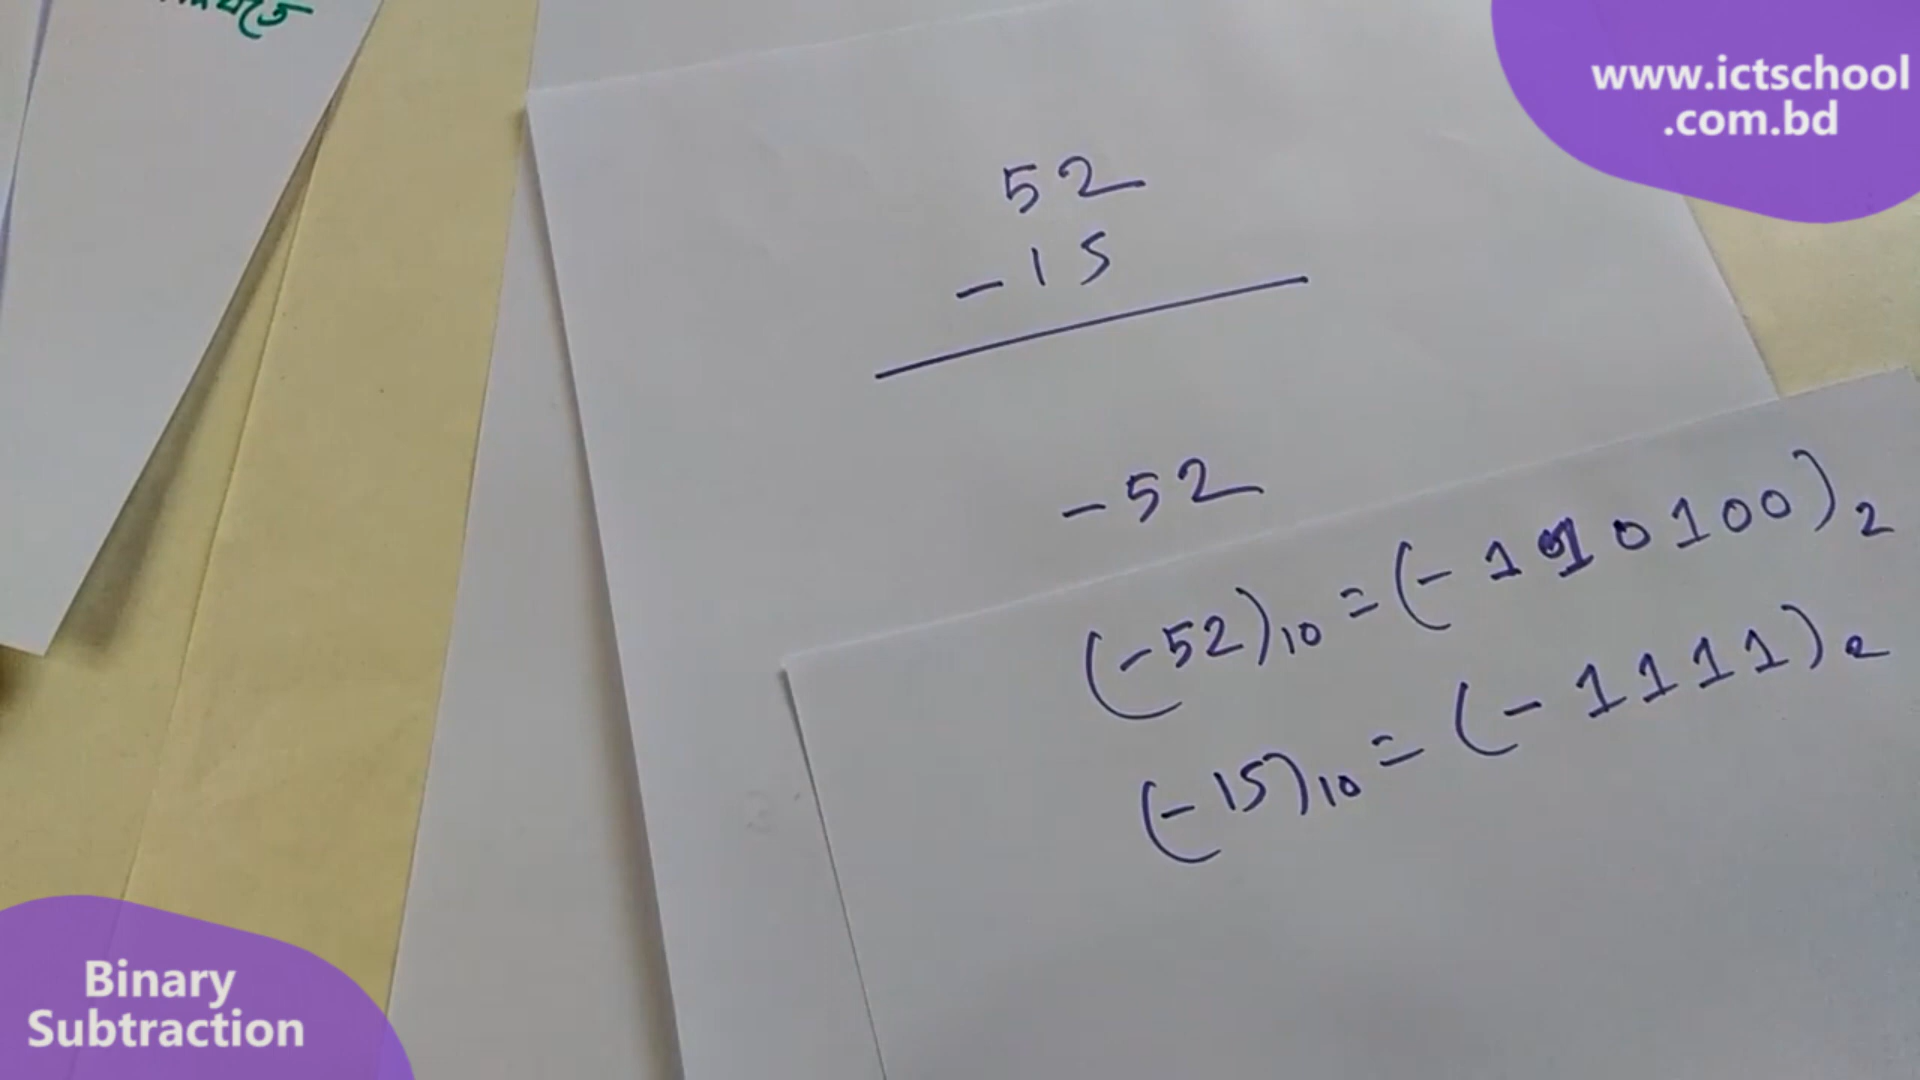 www.ictschool
.com.bd
52
-15
-52
(-52)10 = (-110100)2
(-15)10 = (-1111)2
Binary
Subtraction